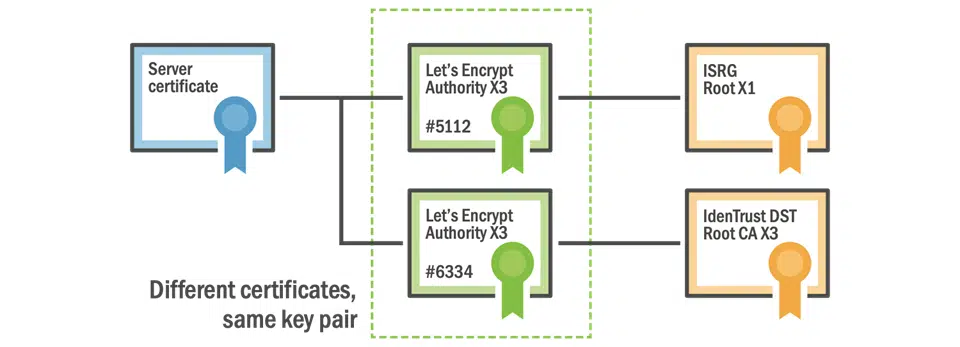 Server
certificate
Let's Encrypt
Authority X3
#5112
ISRG
Root X1
Let's Encrypt
Authority X3
#6334
IdenTrust DST
Root CA X3
Different certificates,
same key pair